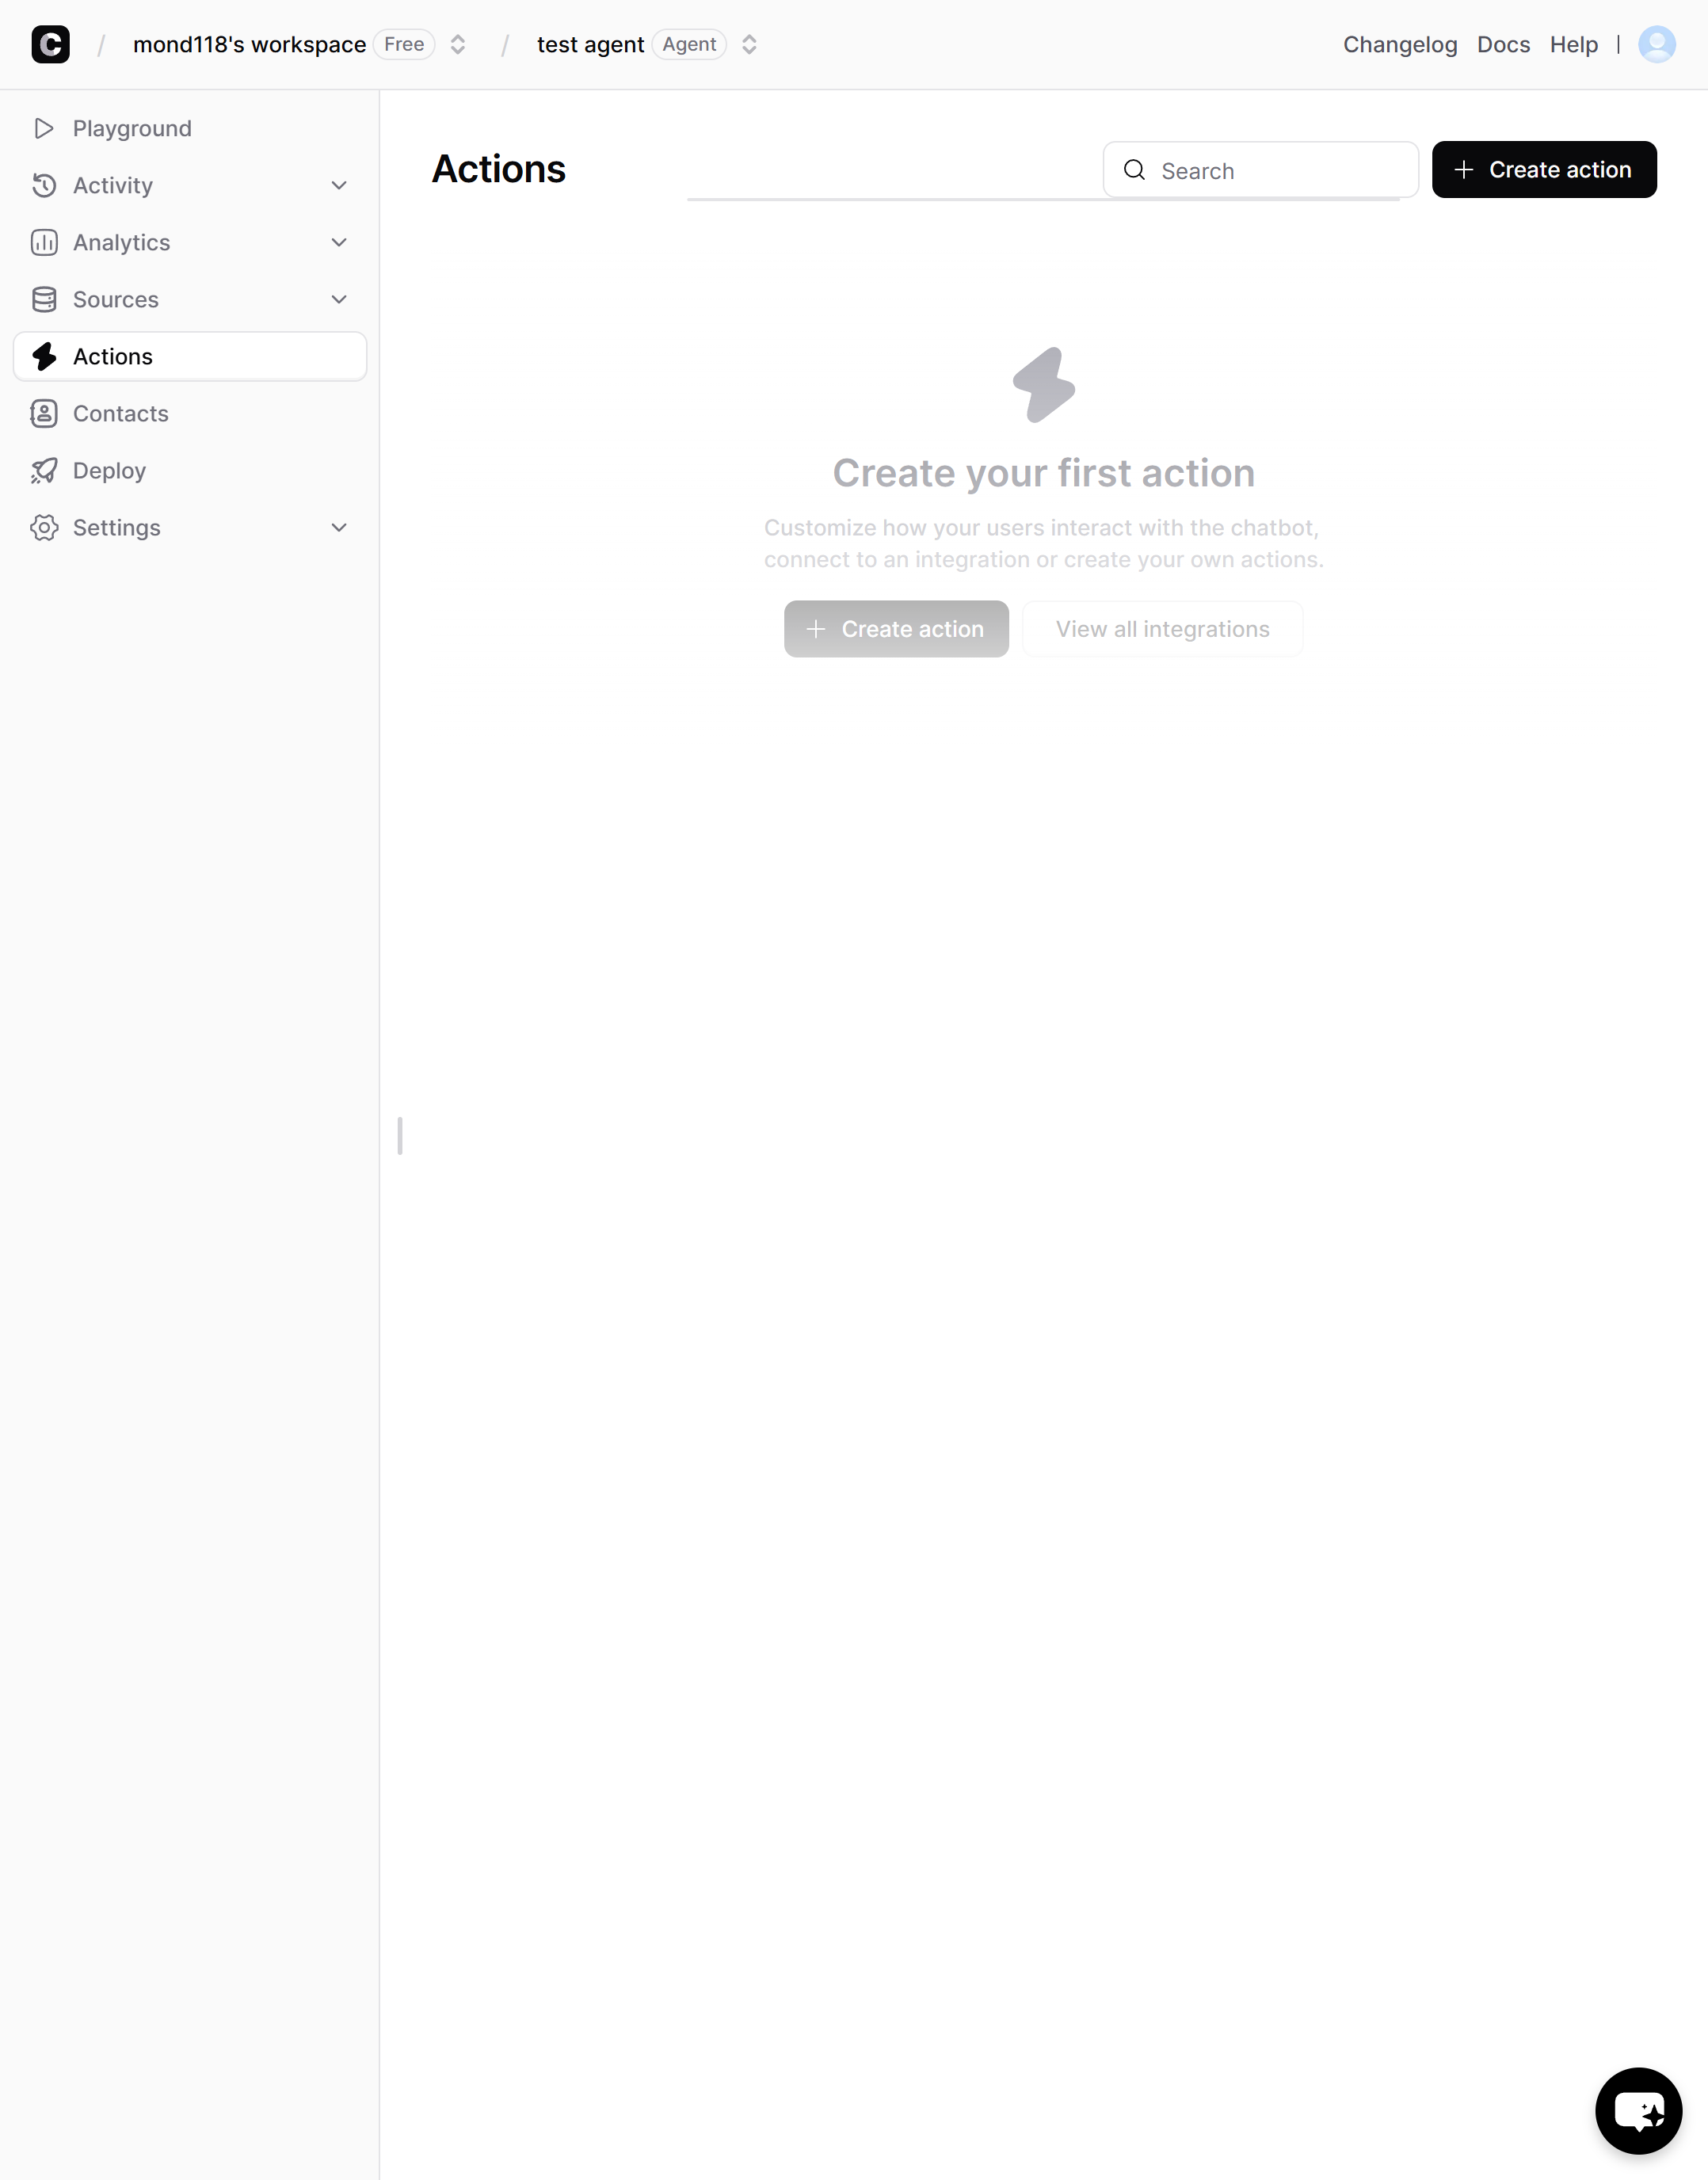 C / mond118's workspace Free / test agent Agent Changelog Docs Help |
Playground
Activity
Analytics
Sources
Actions
Contacts
Deploy
Settings
Actions
Search
Create action
Create your first action
Customize how your users interact with the chatbot,
connect to an integration or create your own actions.
Create action
View all integrations